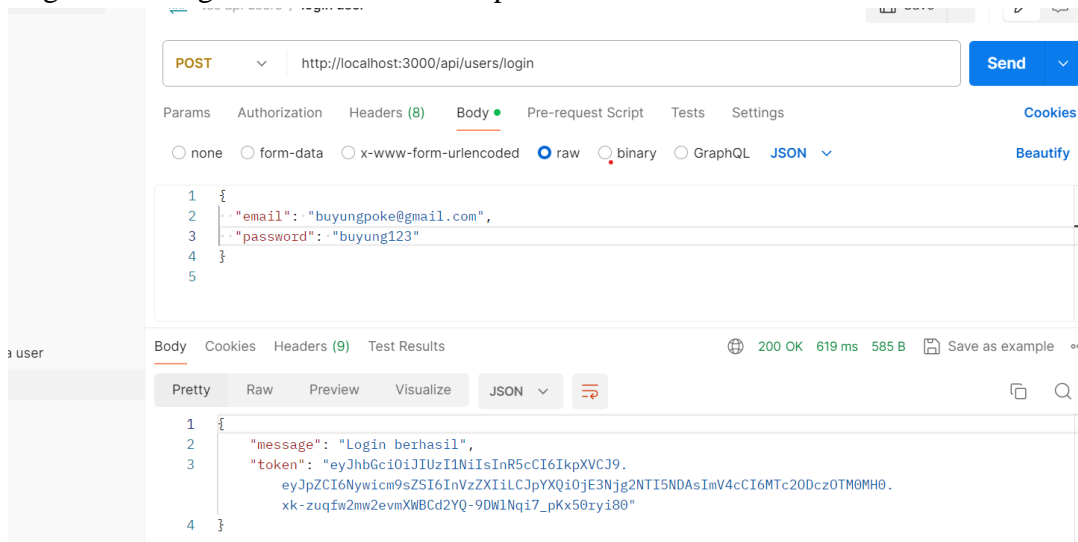 POST
http://localhost:3000/api/users/login
Send
Params Authorization Headers (8) Body Pre-request Script Tests Settings Cookies
none form-data x-www-form-urlencoded raw binary GraphQL JSON Beautify
1 {
2 "email": "buyungpoke@gmail.com",
3 "password": "buyung123"
4 }
5
a user
Body Cookies Headers (9) Test Results 200 OK 619 ms 585 B Save as example
Pretty Raw Preview Visualize JSON
1 {
2 "message": "Login berhasil",
3 "token": "eyJhbGciOiJIUzI1NiIsInR5cCI6IkpXVCJ9.
eyJpZCI6Nywicm9sZSI6InVzZXIiLCJpYXQiOjE3Njg2NTI5NDAsImV4cCI6MTc2ODczOTM0MH0.
xk-zuqfw2mw2evmXWBCd2YQ-9DWlNqi7_pKx50ryi80"
4 }